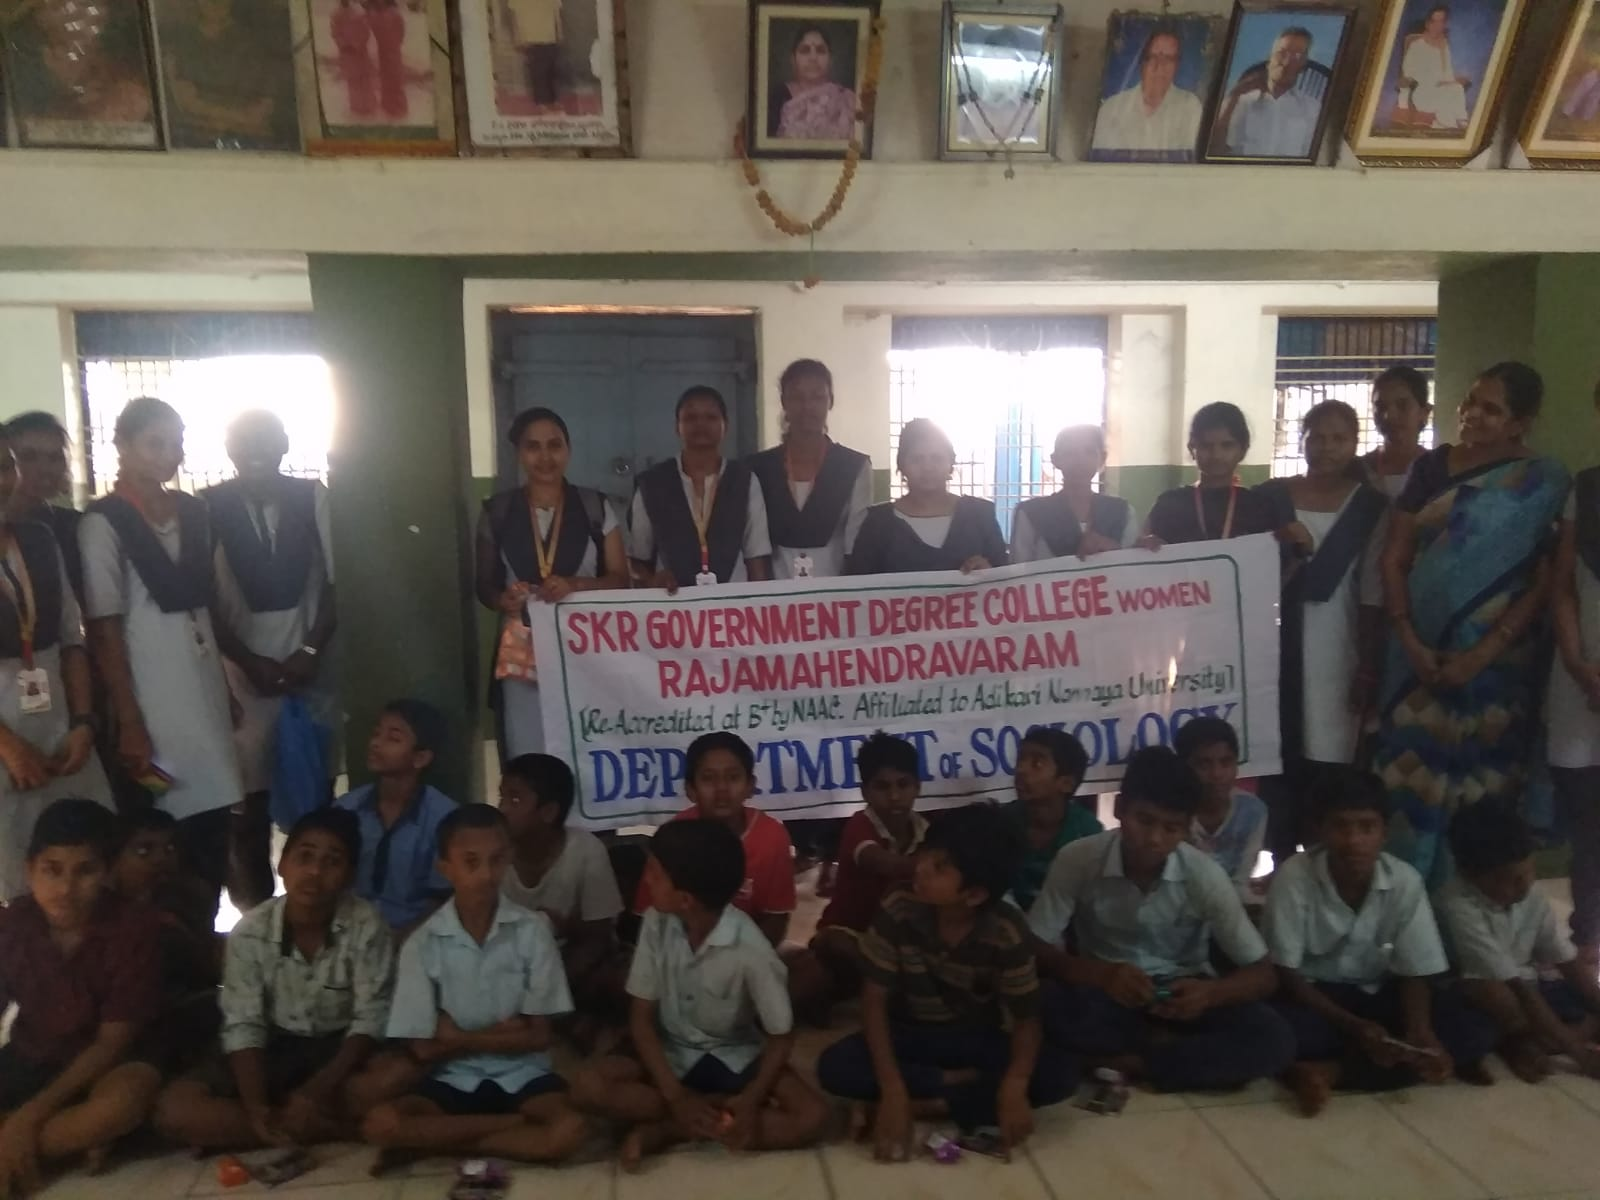 SKR GOVERNMENT DEGREE COLLEGE WOMEN
RAJAMAHENDRAVARAM
[Re-Accredited at B+ by NAAC. Affiliated to Adikavi Nannaya University]
DEPARTMENT OF SOCIOLOGY